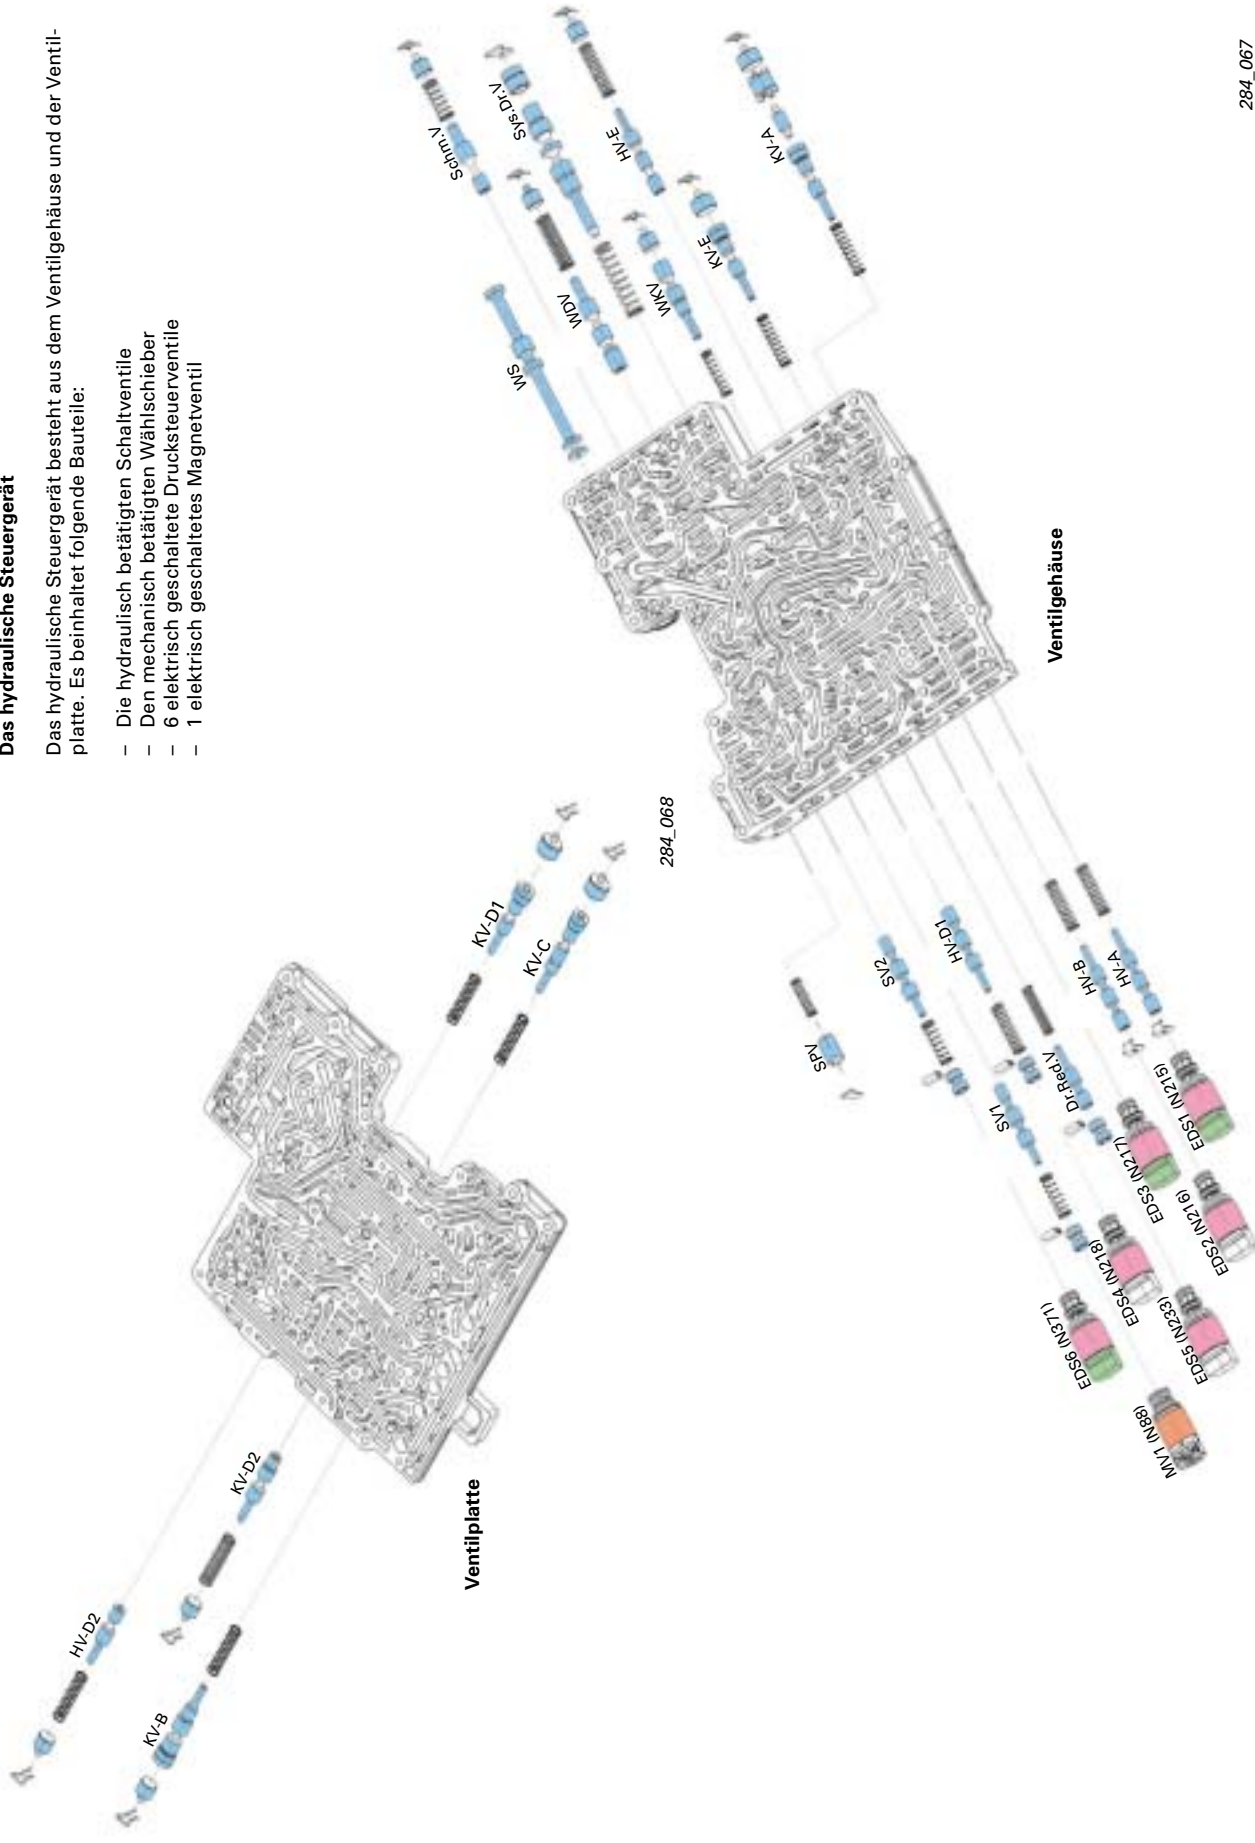 Das hydraulische Steuergerät
Das hydraulische Steuergerät besteht aus dem Ventilgehäuse und der Ventil-
platte. Es beinhaltet folgende Bauteile:
– Die hydraulisch betätigten Schaltventile
– Den mechanisch betätigten Wählschieber
– 6 elektrisch geschaltete Drucksteuerventile
– 1 elektrisch geschaltetes Magnetventil
HV-D2
KV-B
KV-D2
KV-D1
KV-C
Ventilplatte
284_068
WS
Schm.V
WDV
Sys.Dr.V
WKV
HV-E
KV-E
KV-A
SPV
SV2
HV-D1
SV1
Dr.Red.V
HV-B
HV-A
EDS6 (N371)
EDS4 (N218)
EDS3 (N217)
EDS1 (N215)
MV1 (N88)
EDS5 (N233)
EDS2 (N216)
Ventilgehäuse
284_067